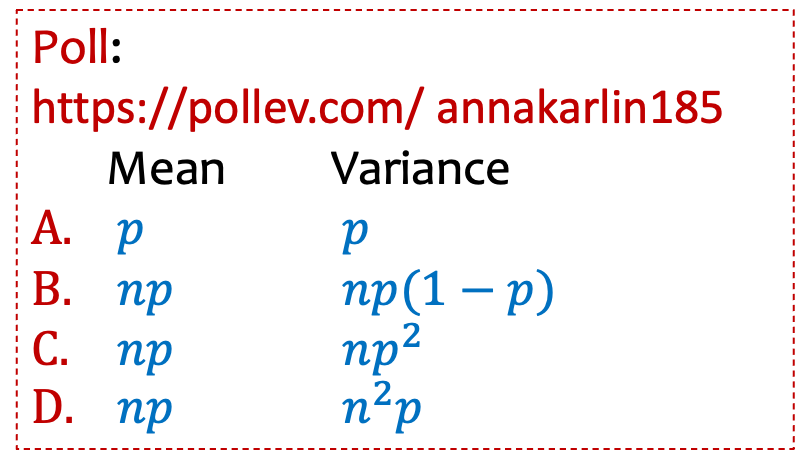 Poll:
https://pollev.com/ annakarlin185
Mean Variance
A. p p
B. np np(1 − p)
C. np np²
D. np n²p